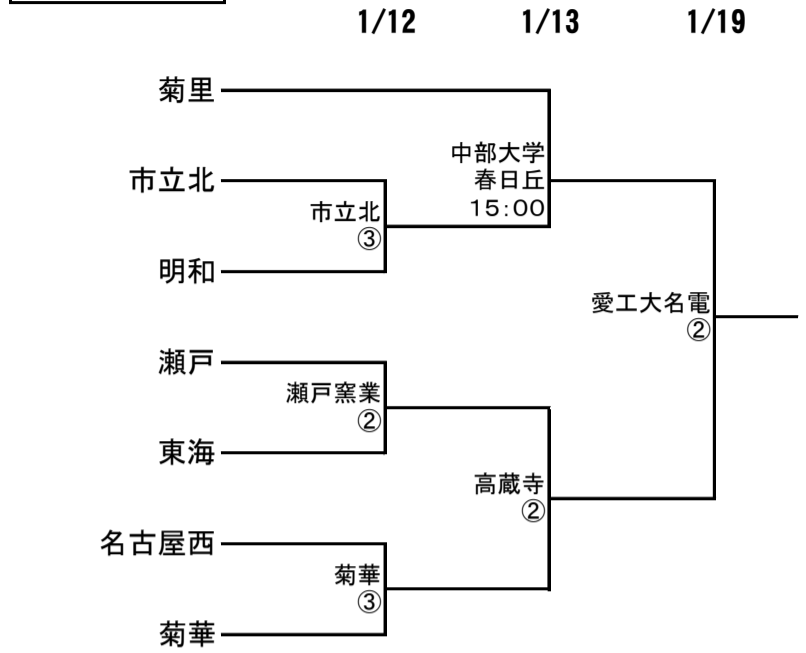 1/12 1/13 1/19
菊里
中部大学
春日丘
15:00
市立北
市立北
③
明和
愛工大名電
②
瀬戸
瀬戸窯業
②
東海
高蔵寺
②
名古屋西
菊華
③
菊華